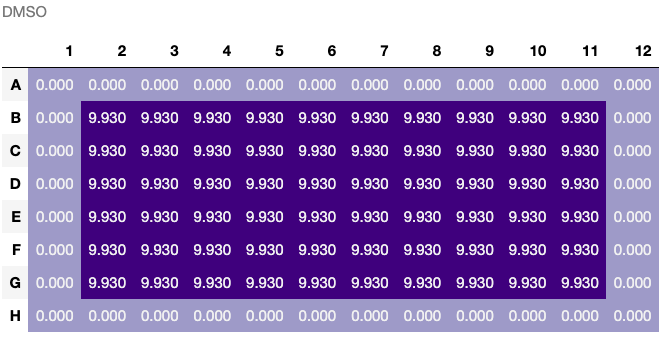 DMSO
1 2 3 4 5 6 7 8 9 10 11 12
A 0.000 0.000 0.000 0.000 0.000 0.000 0.000 0.000 0.000 0.000 0.000 0.000
B 0.000 9.930 9.930 9.930 9.930 9.930 9.930 9.930 9.930 9.930 9.930 0.000
C 0.000 9.930 9.930 9.930 9.930 9.930 9.930 9.930 9.930 9.930 9.930 0.000
D 0.000 9.930 9.930 9.930 9.930 9.930 9.930 9.930 9.930 9.930 9.930 0.000
E 0.000 9.930 9.930 9.930 9.930 9.930 9.930 9.930 9.930 9.930 9.930 0.000
F 0.000 9.930 9.930 9.930 9.930 9.930 9.930 9.930 9.930 9.930 9.930 0.000
G 0.000 9.930 9.930 9.930 9.930 9.930 9.930 9.930 9.930 9.930 9.930 0.000
H 0.000 0.000 0.000 0.000 0.000 0.000 0.000 0.000 0.000 0.000 0.000 0.000